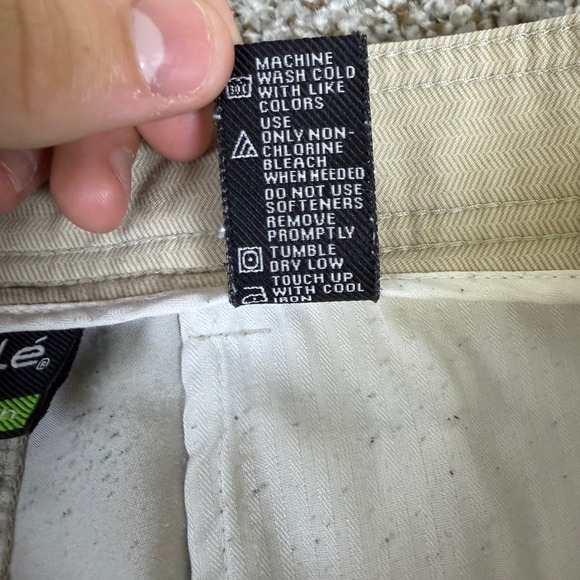 MACHINE
WASH COLD
WITH LIKE
COLORS
USE
ONLY NON-
CHLORINE
BLEACH
WHEN NEEDED
DO NOT USE
SOFTENERS
REMOVE
PROMPTLY
TUMBLE
DRY LOW
TOUCH UP
WITH COOL
IRON
lé®